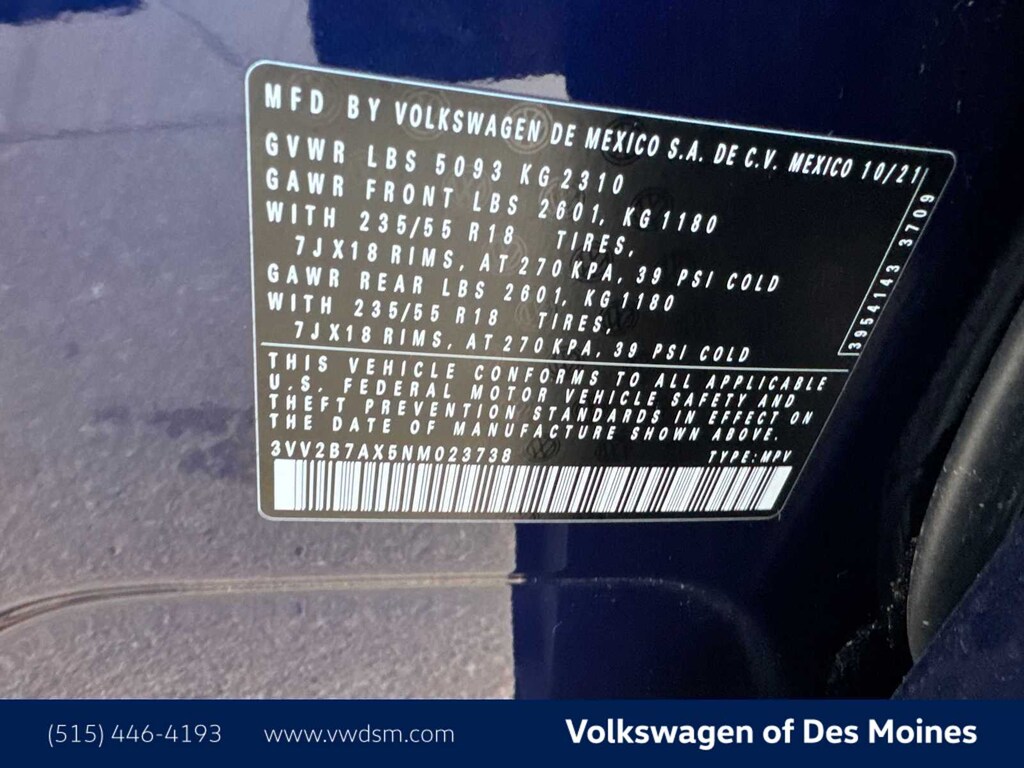 MFD BY VOLKSWAGEN DE MEXICO S.A. DE C.V. MEXICO 10/21
GVWR LBS 5093 KG 2310
GAWR FRONT LBS 2601, KG 1180
WITH 235/55 R18 TIRES,
7JX18 RIMS, AT 270 KPA, 39 PSI COLD
GAWR REAR LBS 2601, KG 1180
WITH 235/55 R18 TIRES,
7JX18 RIMS, AT 270 KPA, 39 PSI COLD
3954143 3709
THIS VEHICLE CONFORMS TO ALL APPLICABLE
U.S. FEDERAL MOTOR VEHICLE SAFETY AND
THEFT PREVENTION STANDARDS IN EFFECT ON
THE DATE OF MANUFACTURE SHOWN ABOVE.
3VV2B7AX5NM023738 TYPE: MPV
(515) 446-4193 www.vwdsm.com Volkswagen of Des Moines